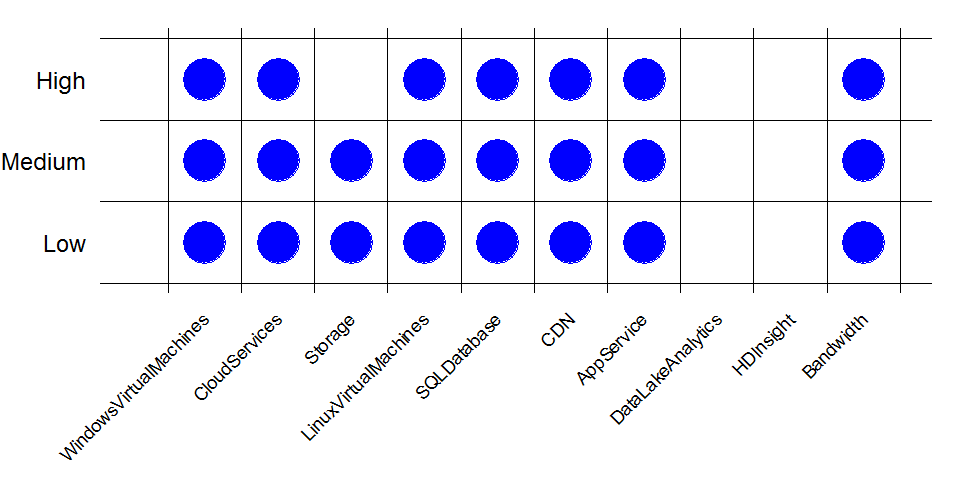 High
Medium
Low
WindowsVirtualMachines
CloudServices
Storage
LinuxVirtualMachines
SQLDatabase
CDN
AppService
DataLakeAnalytics
HDInsight
Bandwidth